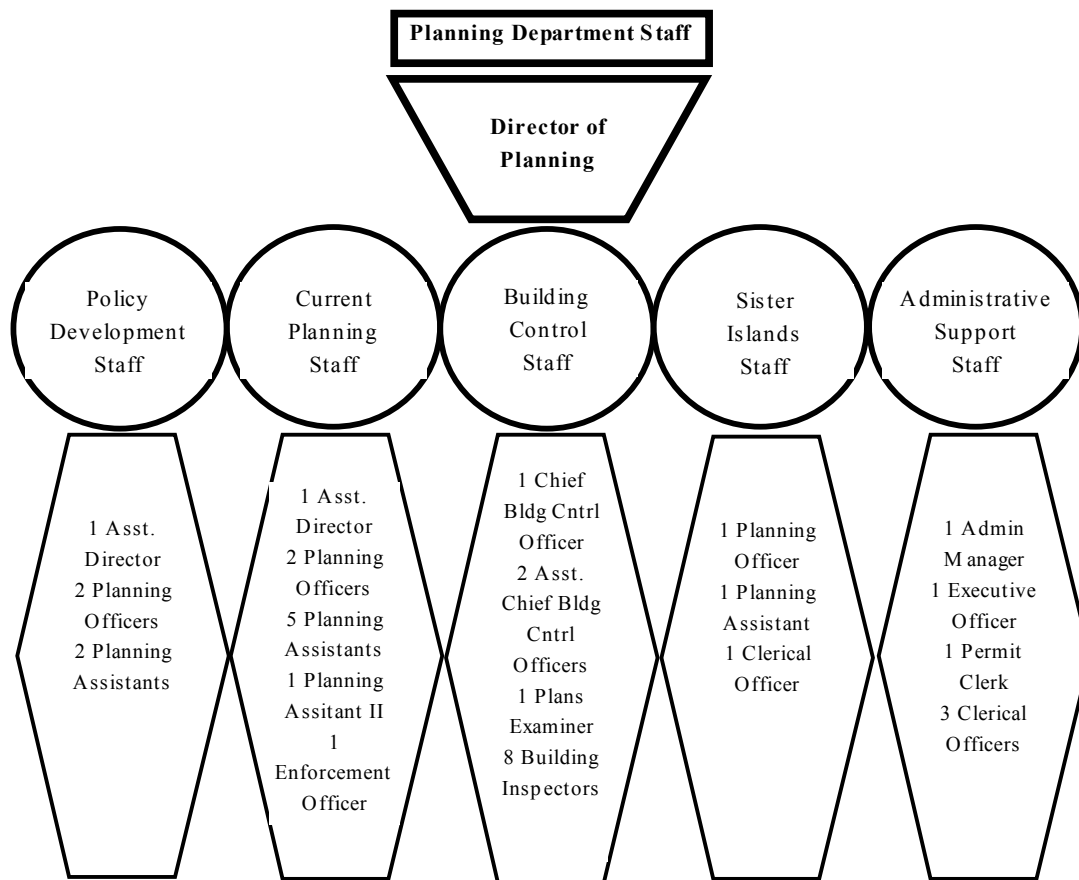 Planning Department Staff
Director of
Planning
Policy
Development
Staff
Current
Planning
Staff
Building
Control
Staff
Sister
Islands
Staff
Administrative
Support
Staff
1 Asst.
Director
2 Planning
Officers
2 Planning
Assistants
1 Asst.
Director
2 Planning
Officers
5 Planning
Assistants
1 Planning
Assitant II
1
Enforcement
Officer
1 Chief
Bldg Cntrl
Officer
2 Asst.
Chief Bldg
Cntrl
Officers
1 Plans
Examiner
8 Building
Inspectors
1 Planning
Officer
1 Planning
Assistant
1 Clerical
Officer
1 Admin
Manager
1 Executive
Officer
1 Permit
Clerk
3 Clerical
Officers